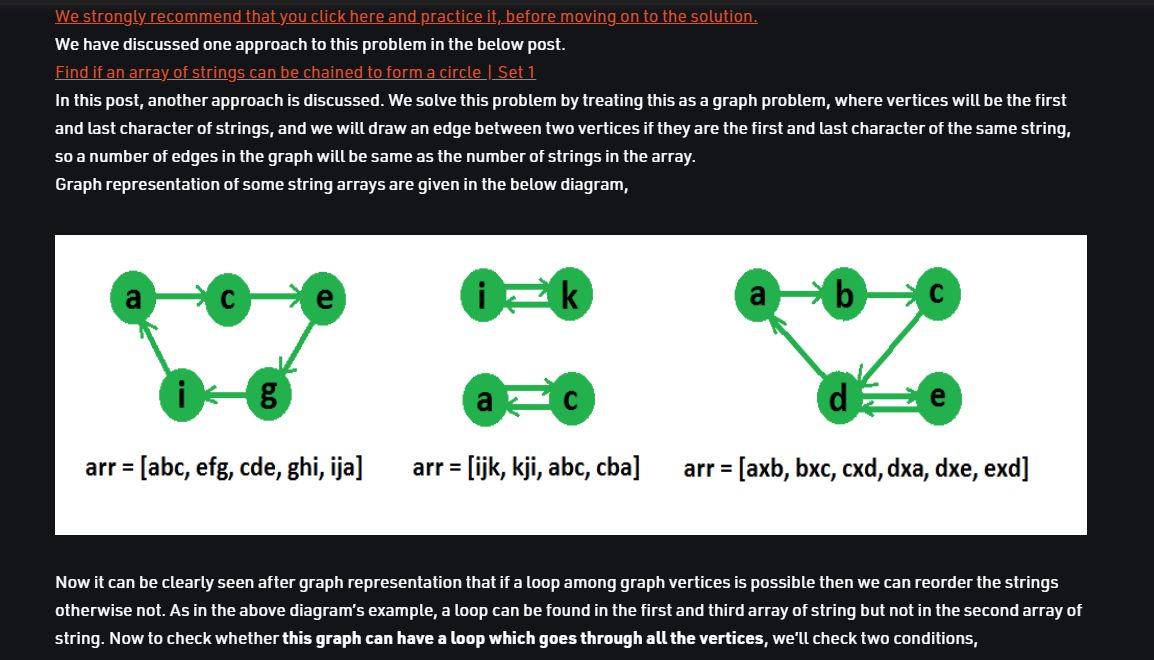 We strongly recommend that you click here and practice it, before moving on to the solution.
We have discussed one approach to this problem in the below post.
Find if an array of strings can be chained to form a circle | Set 1
In this post, another approach is discussed. We solve this problem by treating this as a graph problem, where vertices will be the first
and last character of strings, and we will draw an edge between two vertices if they are the first and last character of the same string,
so a number of edges in the graph will be same as the number of strings in the array.
Graph representation of some string arrays are given in the below diagram,
a c e
i g
i k
a c
a b c
d e
arr = [abc, efg, cde, ghi, ija]
arr = [ijk, kji, abc, cba]
arr = [axb, bxc, cxd, dxa, dxe, exd]
Now it can be clearly seen after graph representation that if a loop among graph vertices is possible then we can reorder the strings
otherwise not. As in the above diagram's example, a loop can be found in the first and third array of string but not in the second array of
string. Now to check whether this graph can have a loop which goes through all the vertices, we'll check two conditions,